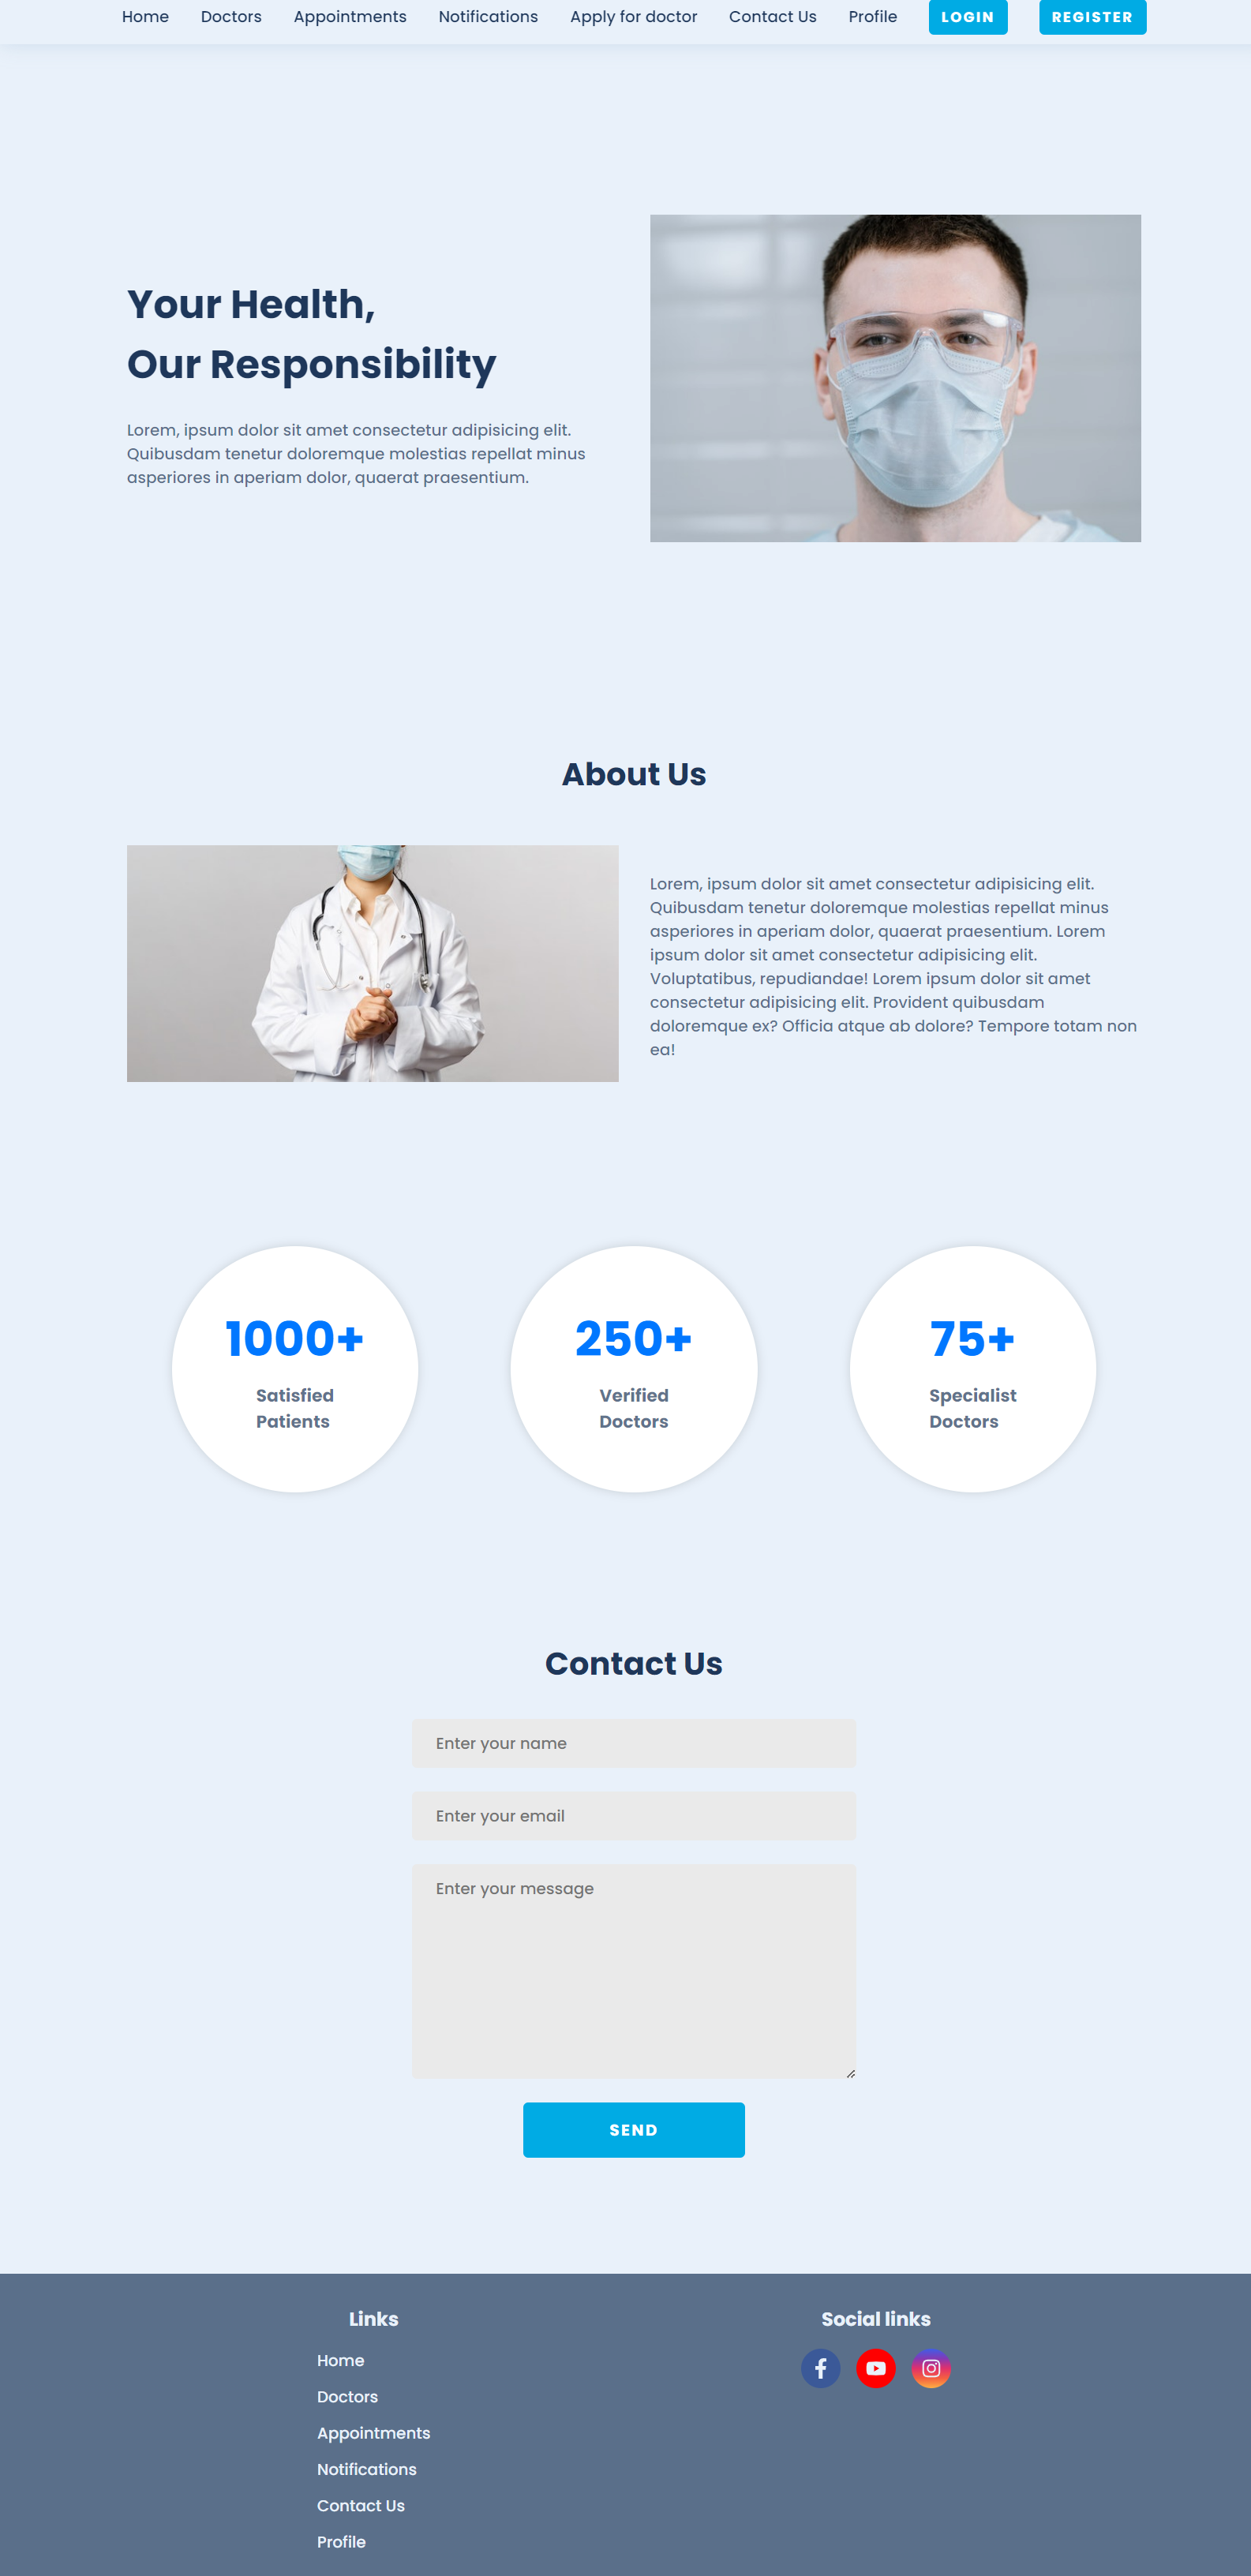 Home Doctors Appointments Notifications Apply for doctor Contact Us Profile LOGIN REGISTER
Your Health,
Our Responsibility
Lorem, ipsum dolor sit amet consectetur adipisicing elit.
Quibusdam tenetur doloremque molestias repellat minus
asperiores in aperiam dolor, quaerat praesentium.
About Us
Lorem, ipsum dolor sit amet consectetur adipisicing elit.
Quibusdam tenetur doloremque molestias repellat minus
asperiores in aperiam dolor, quaerat praesentium. Lorem
ipsum dolor sit amet consectetur adipisicing elit.
Voluptatibus, repudiandae! Lorem ipsum dolor sit amet
consectetur adipisicing elit. Provident quibusdam
doloremque ex? Officia atque ab dolore? Tempore totam non
ea!
1000+
Satisfied
Patients
250+
Verified
Doctors
75+
Specialist
Doctors
Contact Us
Enter your name
Enter your email
Enter your message
SEND
Links
Home
Doctors
Appointments
Notifications
Contact Us
Profile
Social links